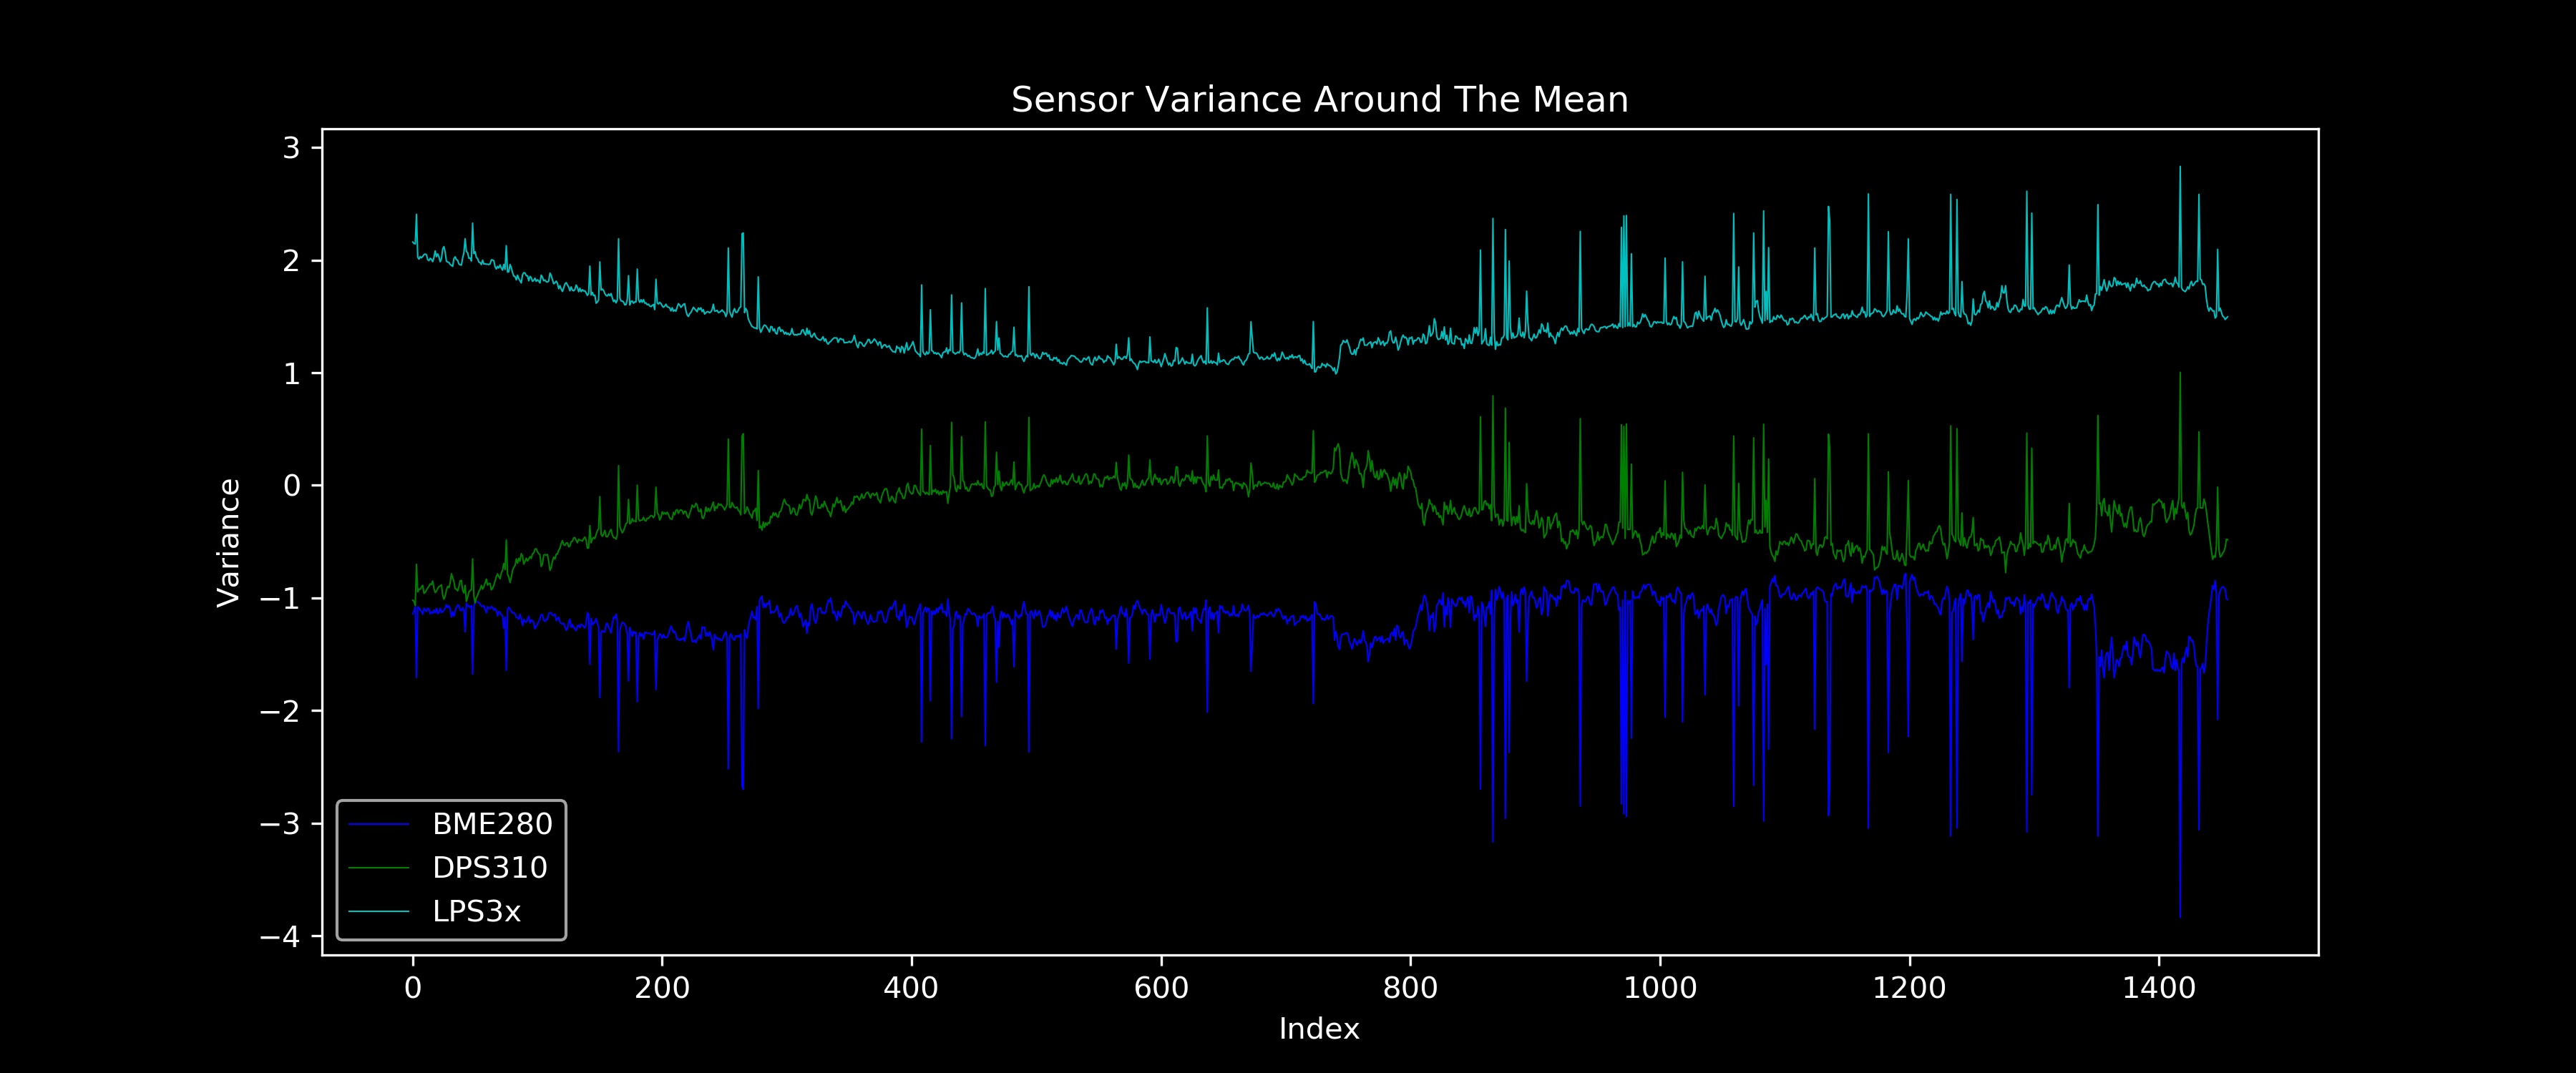 Sensor Variance Around The Mean
3
2
1
0
−1
−2
−3
−4
Variance
BME280
DPS310
LPS3x
0 200 400 600 800 1000 1200 1400
Index